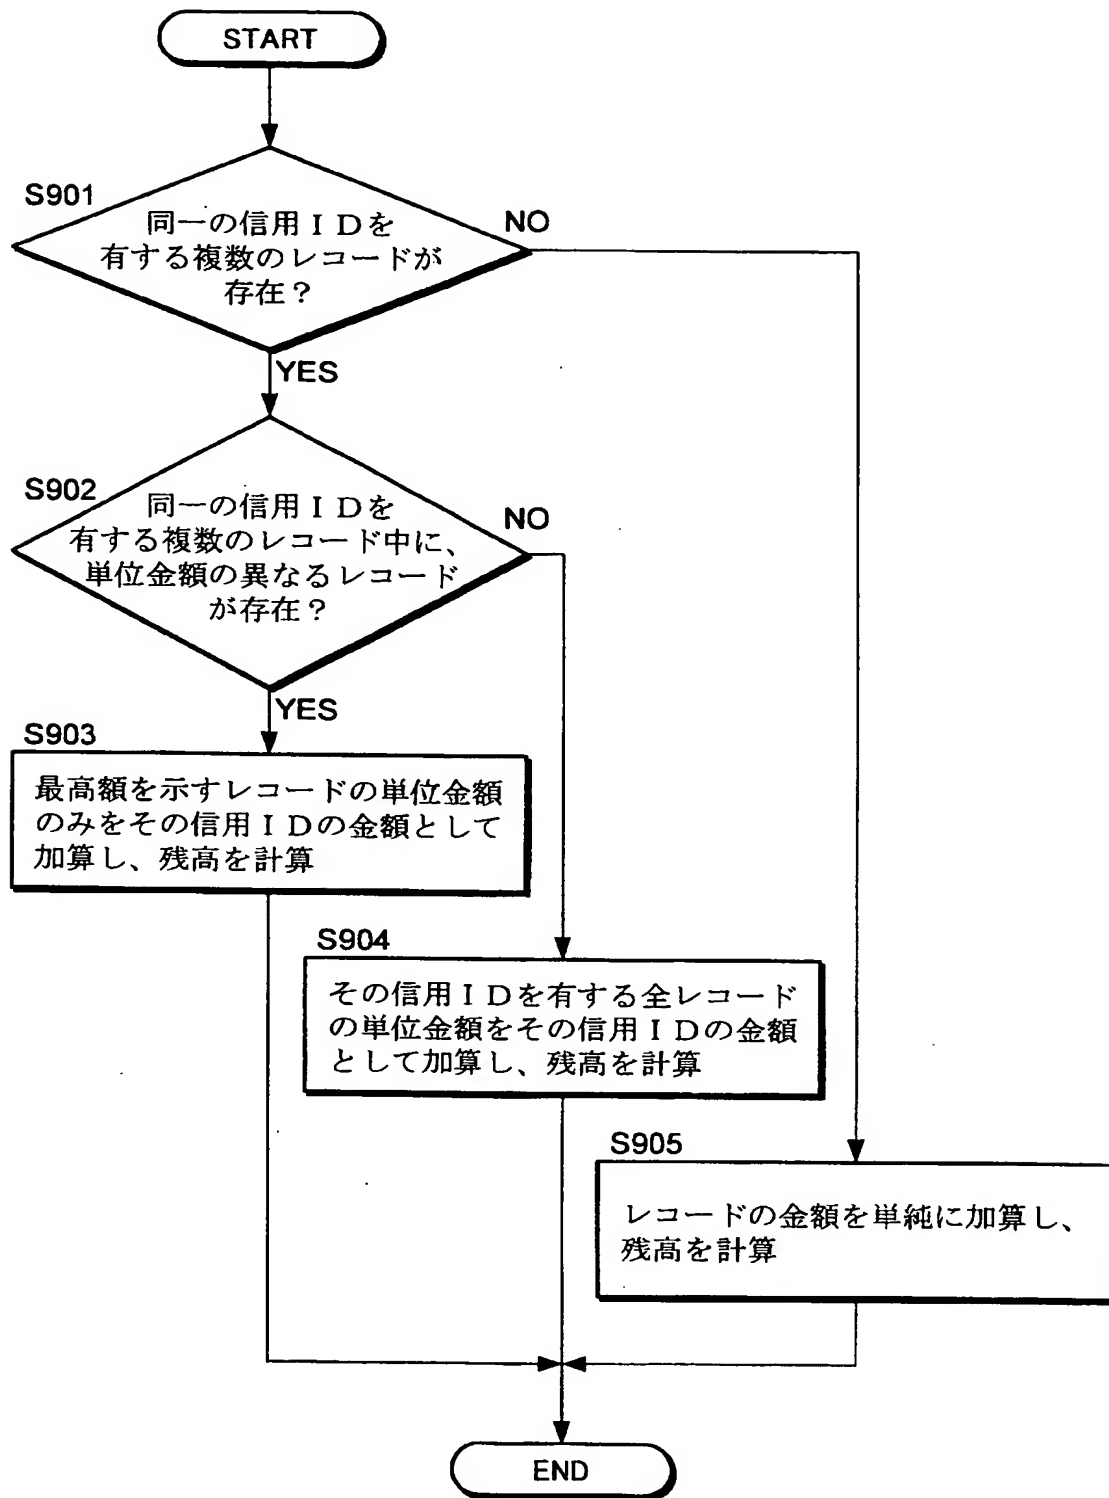 START
S901
同一の信用ＩＤを
有する複数のレコードが
存在？
NO
YES
S902
同一の信用ＩＤを
有する複数のレコード中に、
単位金額の異なるレコード
が存在？
NO
YES
S903
最高額を示すレコードの単位金額
のみをその信用ＩＤの金額として
加算し、残高を計算
S904
その信用ＩＤを有する全レコード
の単位金額をその信用ＩＤの金額
として加算し、残高を計算
S905
レコードの金額を単純に加算し、
残高を計算
END